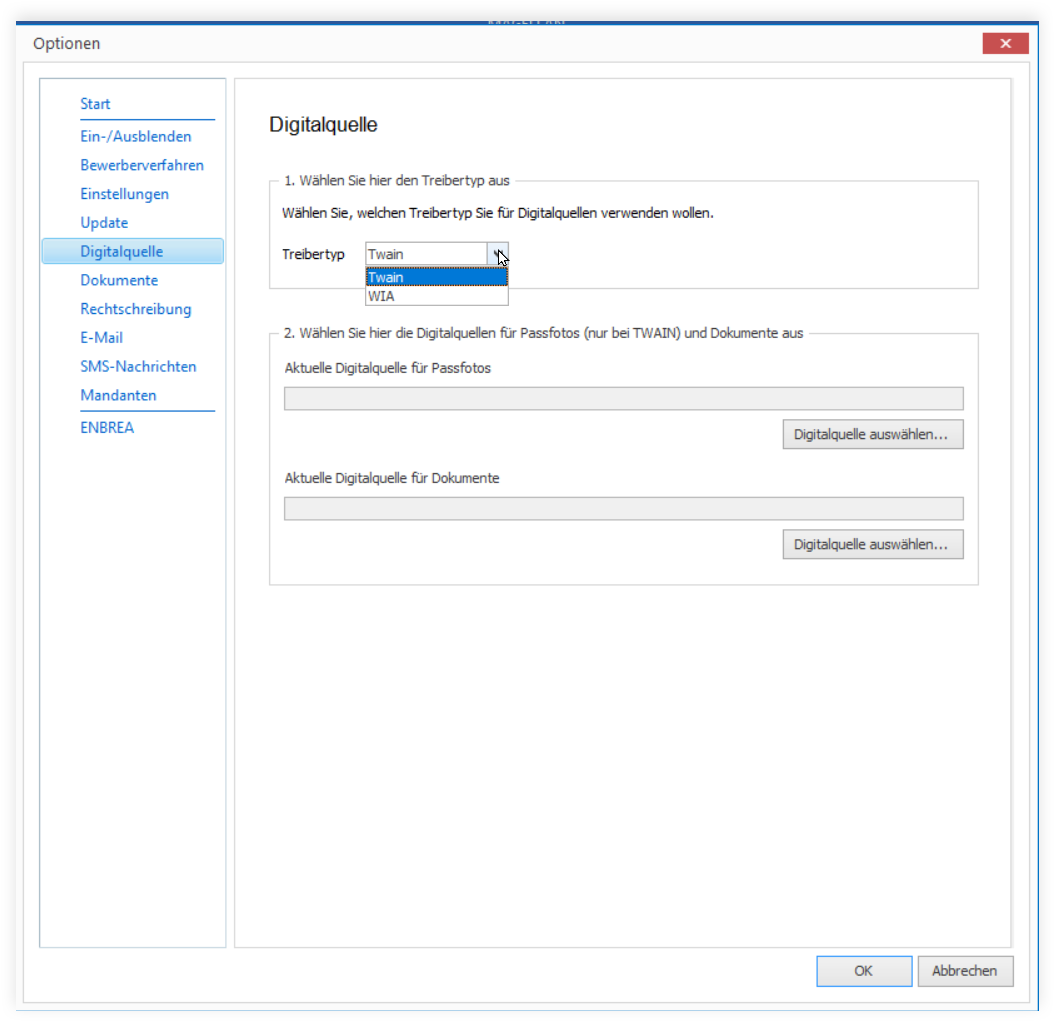 Optionen
Start
Ein-/Ausblenden
Bewerberverfahren
Einstellungen
Update
Digitalquelle
Dokumente
Rechtschreibung
E-Mail
SMS-Nachrichten
Mandanten
ENBREA
Digitalquelle
1. Wählen Sie hier den Treibertyp aus
Wählen Sie, welchen Treibertyp Sie für Digitalquellen verwenden wollen.
Treibertyp Twain
Twain
WIA
2. Wählen Sie hier die Digitalquellen für Passfotos (nur bei TWAIN) und Dokumente aus
Aktuelle Digitalquelle für Passfotos
Digitalquelle auswählen...
Aktuelle Digitalquelle für Dokumente
Digitalquelle auswählen...
OK Abbrechen